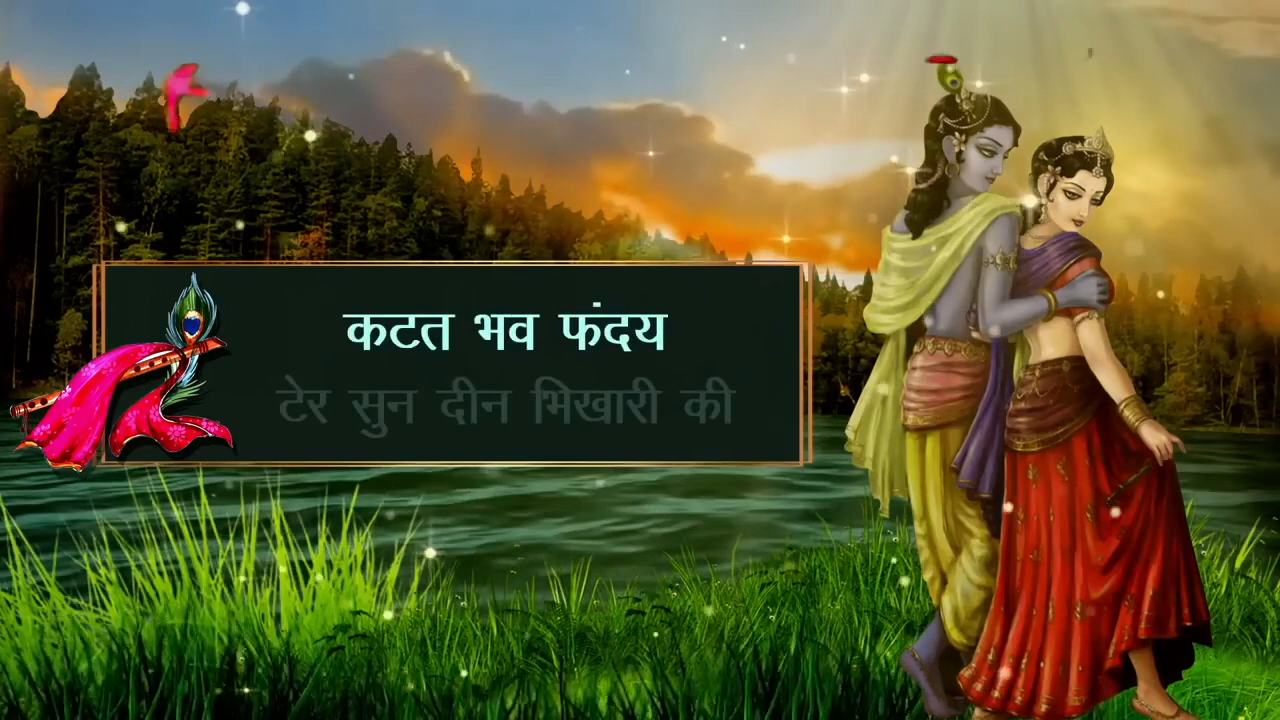 कटत भव फंदय
टेर सुन दीन भिखारी की